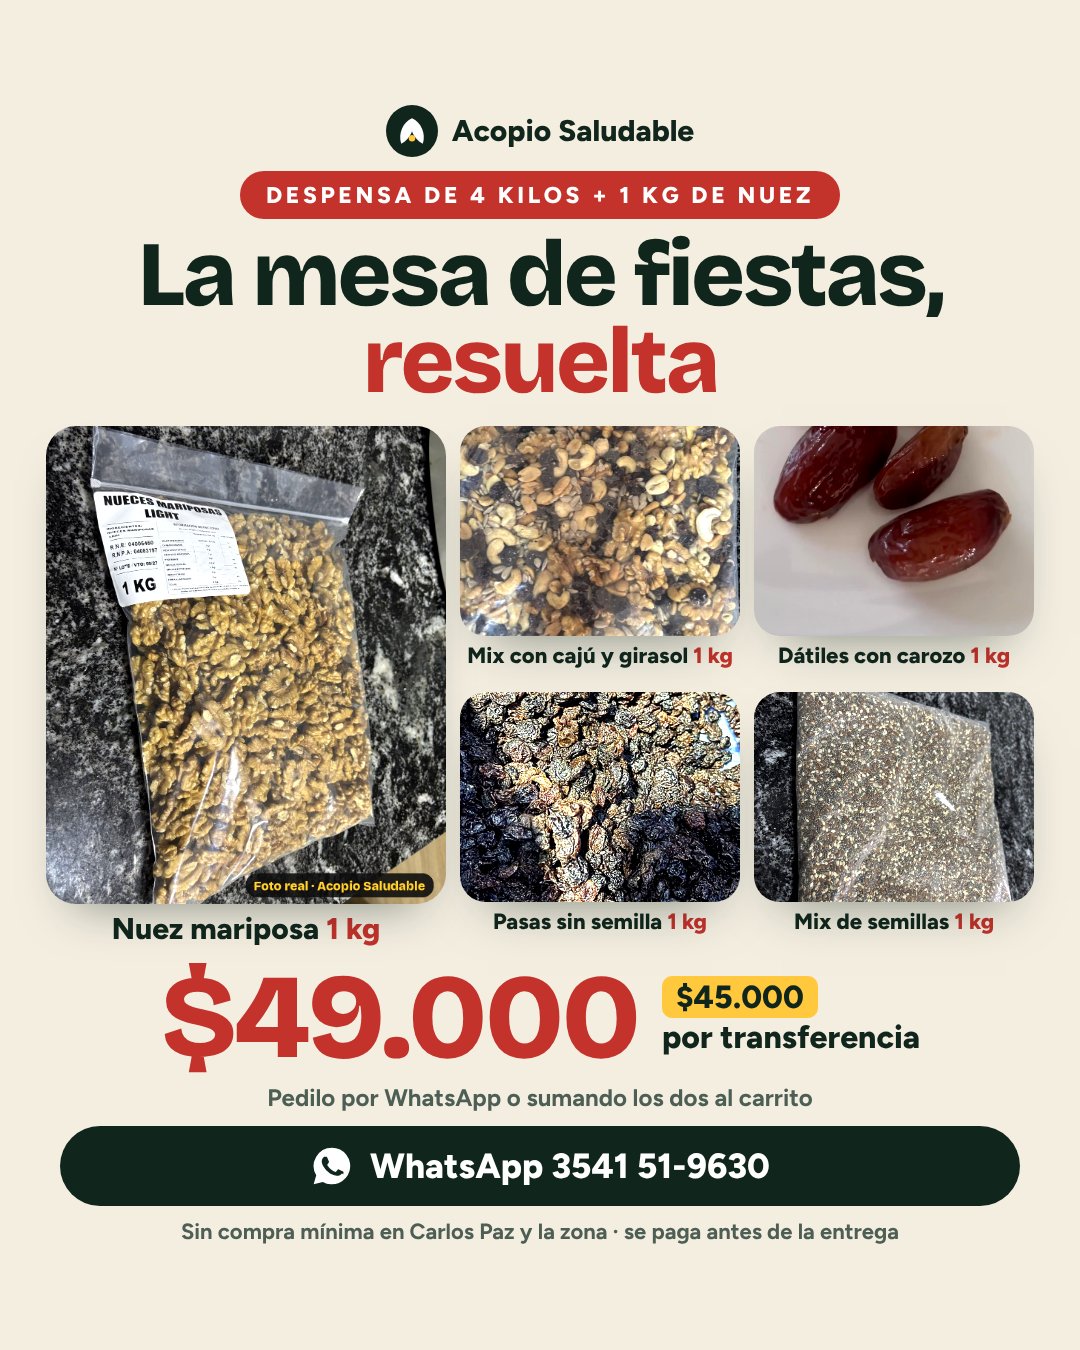 Acopio Saludable
DESPENSA DE 4 KILOS + 1 KG DE NUEZ
La mesa de fiestas,
resuelta
NUECES MARIPOSAS
LIGHT
1 KG
Foto real · Acopio Saludable
Nuez mariposa 1 kg
Mix con cajú y girasol 1 kg
Dátiles con carozo 1 kg
Pasas sin semilla 1 kg
Mix de semillas 1 kg
$49.000
$45.000
por transferencia
Pedilo por WhatsApp o sumando los dos al carrito
WhatsApp 3541 51-9630
Sin compra mínima en Carlos Paz y la zona · se paga antes de la entrega